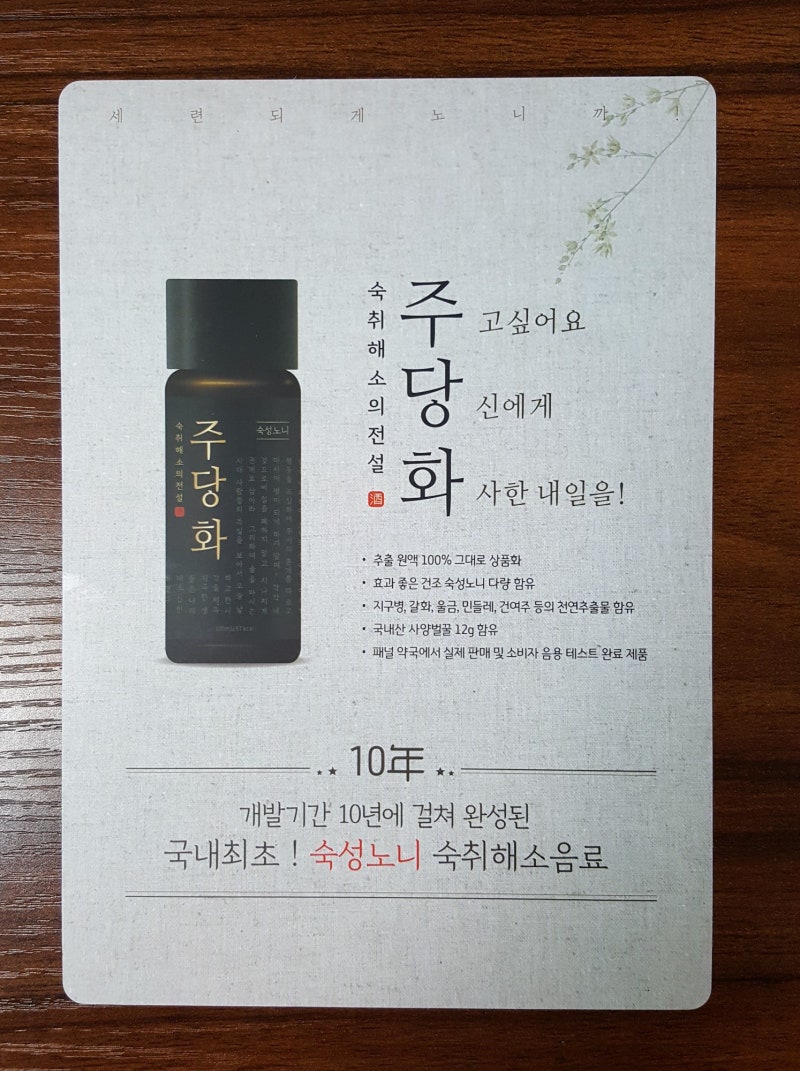 세련되게노니까!
숙취해소의전설
酒
주고싶어요
당신에게
화사한 내일을!
숙성노니
숙취해소의전설
주당화
• 추출 원액 100% 그대로 상품화
• 효과 좋은 건조 숙성노니 다량 함유
• 지구병, 갈화, 울금, 민들레, 건여주 등의 천연추출물 함유
• 국내산 사양벌꿀 12g 함유
• 패널 약국에서 실제 판매 및 소비자 음용 테스트 완료 제품
10年
개발기간 10년에 걸쳐 완성된
국내최초 ! 숙성노니 숙취해소음료